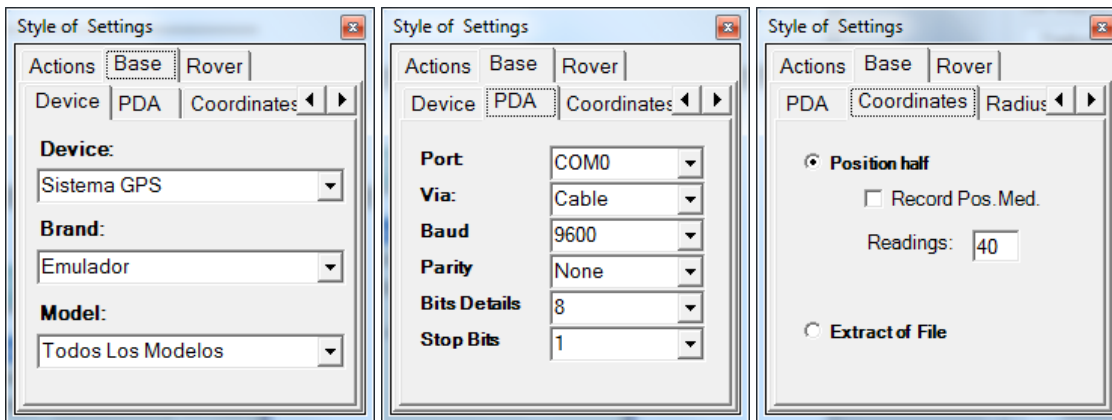 Style of Settings
Actions Base Rover
Device PDA Coordinates
Device:
Sistema GPS
Brand:
Emulador
Model:
Todos Los Modelos
Style of Settings
Actions Base Rover
Device PDA Coordinates
Port: COM0
Via: Cable
Baud 9600
Parity None
Bits Details 8
Stop Bits 1
Style of Settings
Actions Base Rover
PDA Coordinates Radius
Position half
Record Pos.Med.
Readings: 40
Extract of File